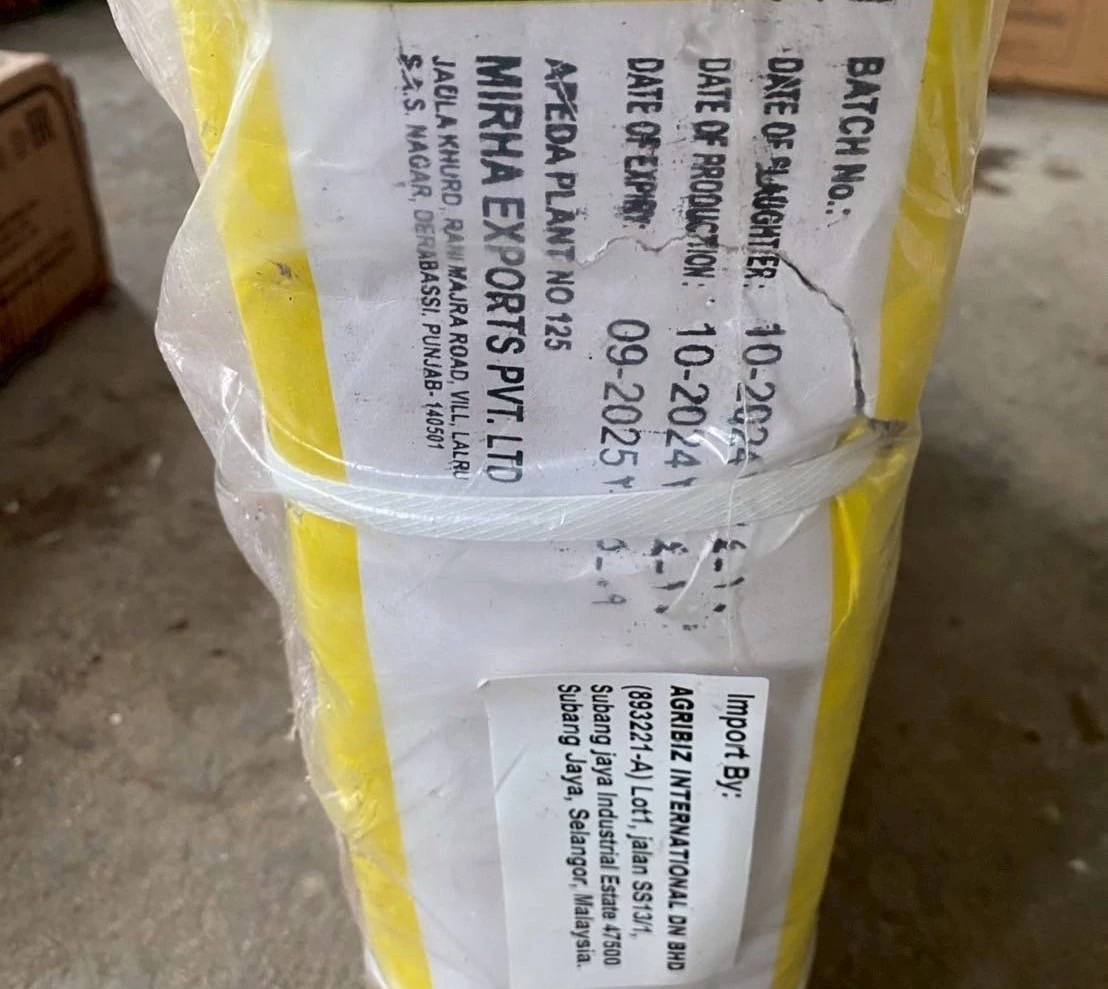 BATCH No.:
DATE OF SLAUGHTER: 10-2024
DATE OF PRODUCTION: 10-2024
DATE OF EXPIRY: 09-2025
APEDA PLANT NO 125
MIRHA EXPORTS PVT. LTD
JAULA KHURD, RANI MAJRA ROAD, VILL, LALRU
S.A.S. NAGAR, DERABASSI, PUNJAB- 140501
Import By:
AGRIBIZ INTERNATIONAL DN BHD
(893221-A) Lot1, jalan SS13/1,
Subang jaya Industrial Estate 47500
Subang Jaya, Selangor, Malaysia.